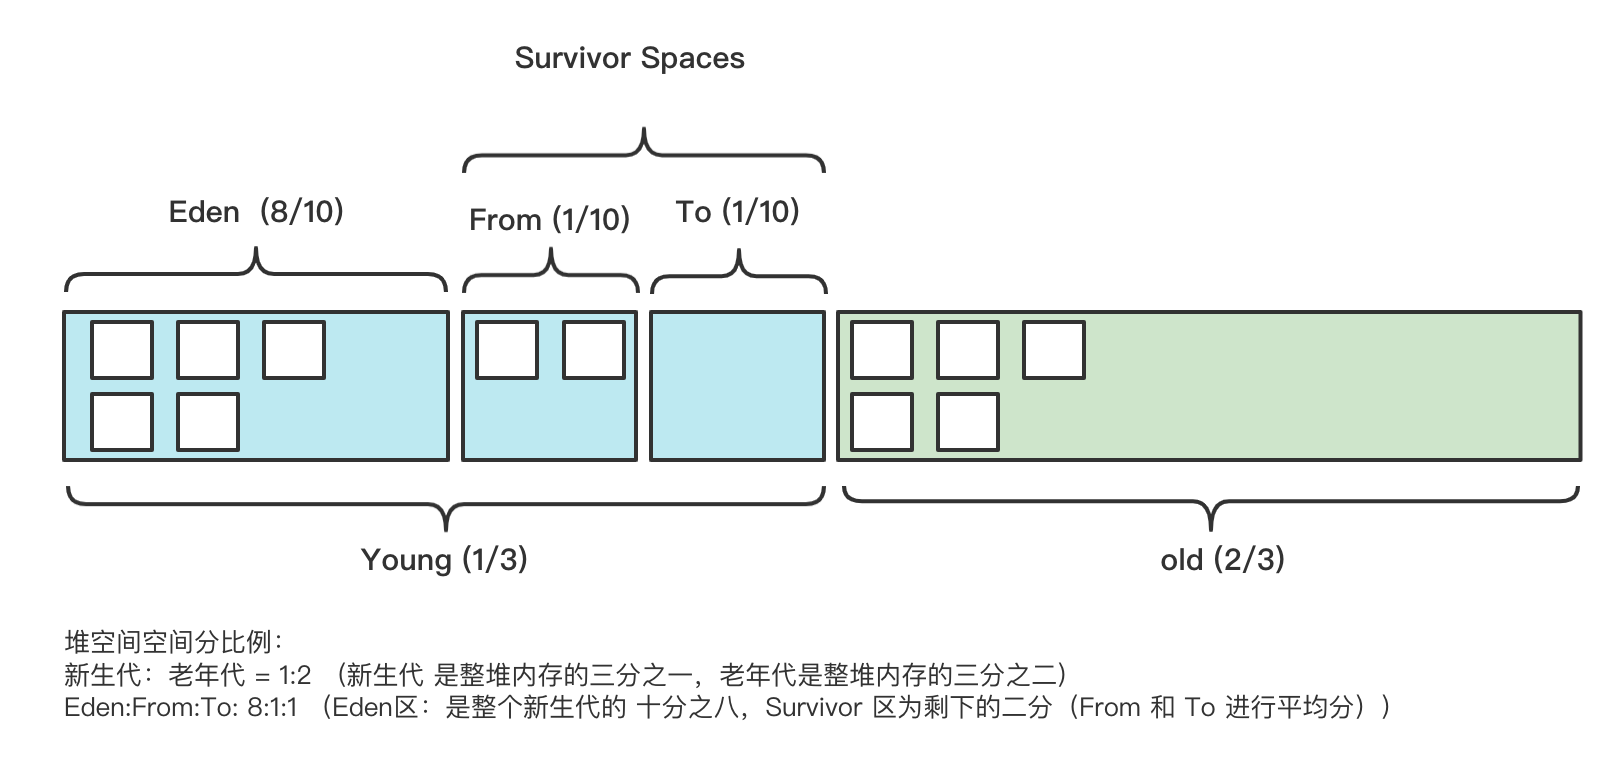 Survivor Spaces
Eden (8/10)
From (1/10)
To (1/10)
Young (1/3)
old (2/3)
堆空间空间分比例：
新生代：老年代 = 1:2 （新生代 是整堆内存的三分之一，老年代是整堆内存的三分之二）
Eden:From:To: 8:1:1 （Eden区：是整个新生代的 十分之八，Survivor 区为剩下的二分（From 和 To 进行平均分））